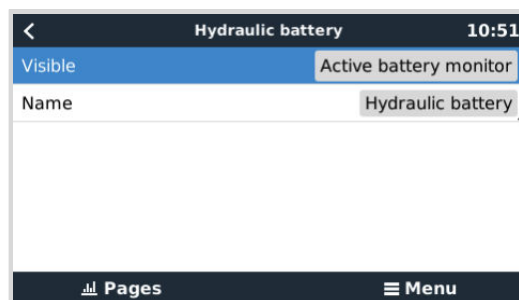 Hydraulic battery 10:51
Visible Active battery monitor
Name Hydraulic battery
Pages Menu